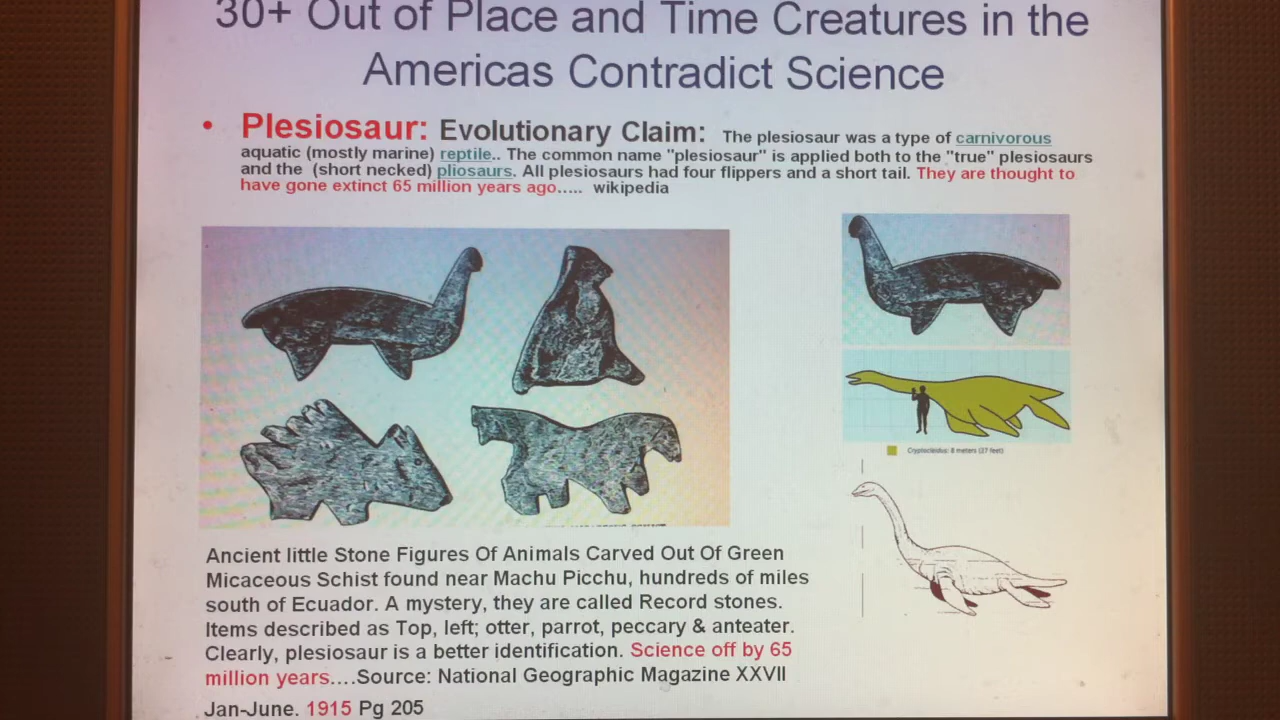 30+ Out of Place and Time Creatures in the
Americas Contradict Science
• Plesiosaur: Evolutionary Claim: The plesiosaur was a type of carnivorous
aquatic (mostly marine) reptile.. The common name "plesiosaur" is applied both to the "true" plesiosaurs
and the (short necked) pliosaurs. All plesiosaurs had four flippers and a short tail. They are thought to
have gone extinct 65 million years ago..... wikipedia
Cryptoclidus: 8 meters (27 feet)
Ancient little Stone Figures Of Animals Carved Out Of Green
Micaceous Schist found near Machu Picchu, hundreds of miles
south of Ecuador. A mystery, they are called Record stones.
Items described as Top, left; otter, parrot, peccary & anteater.
Clearly, plesiosaur is a better identification. Science off by 65
million years....Source: National Geographic Magazine XXVII
Jan-June. 1915 Pg 205